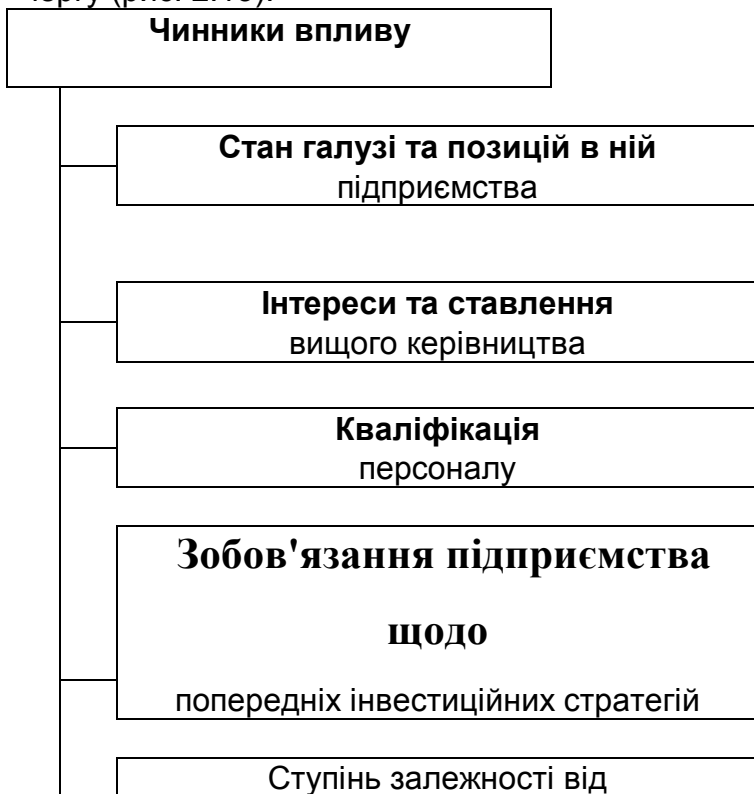 Чинники впливу
Стан галузі та позицій в ній
підприємства
Інтереси та ставлення
вищого керівництва
Кваліфікація
персоналу
Зобов'язання підприємства
щодо
попередніх інвестиційних стратегій
Ступінь залежності від